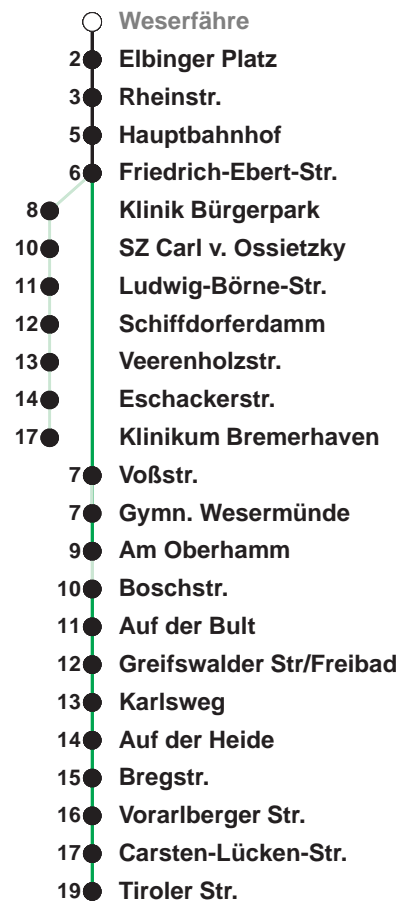 Weserfähre
2 Elbinger Platz
3 Rheinstr.
5 Hauptbahnhof
6 Friedrich-Ebert-Str.
8 Klinik Bürgerpark
10 SZ Carl v. Ossietzky
11 Ludwig-Börne-Str.
12 Schiffdorferdamm
13 Veerenholzstr.
14 Eschackerstr.
17 Klinikum Bremerhaven
7 Voßstr.
7 Gymn. Wesermünde
9 Am Oberhamm
10 Boschstr.
11 Auf der Bult
12 Greifswalder Str/Freibad
13 Karlsweg
14 Auf der Heide
15 Bregstr.
16 Vorarlberger Str.
17 Carsten-Lücken-Str.
19 Tiroler Str.